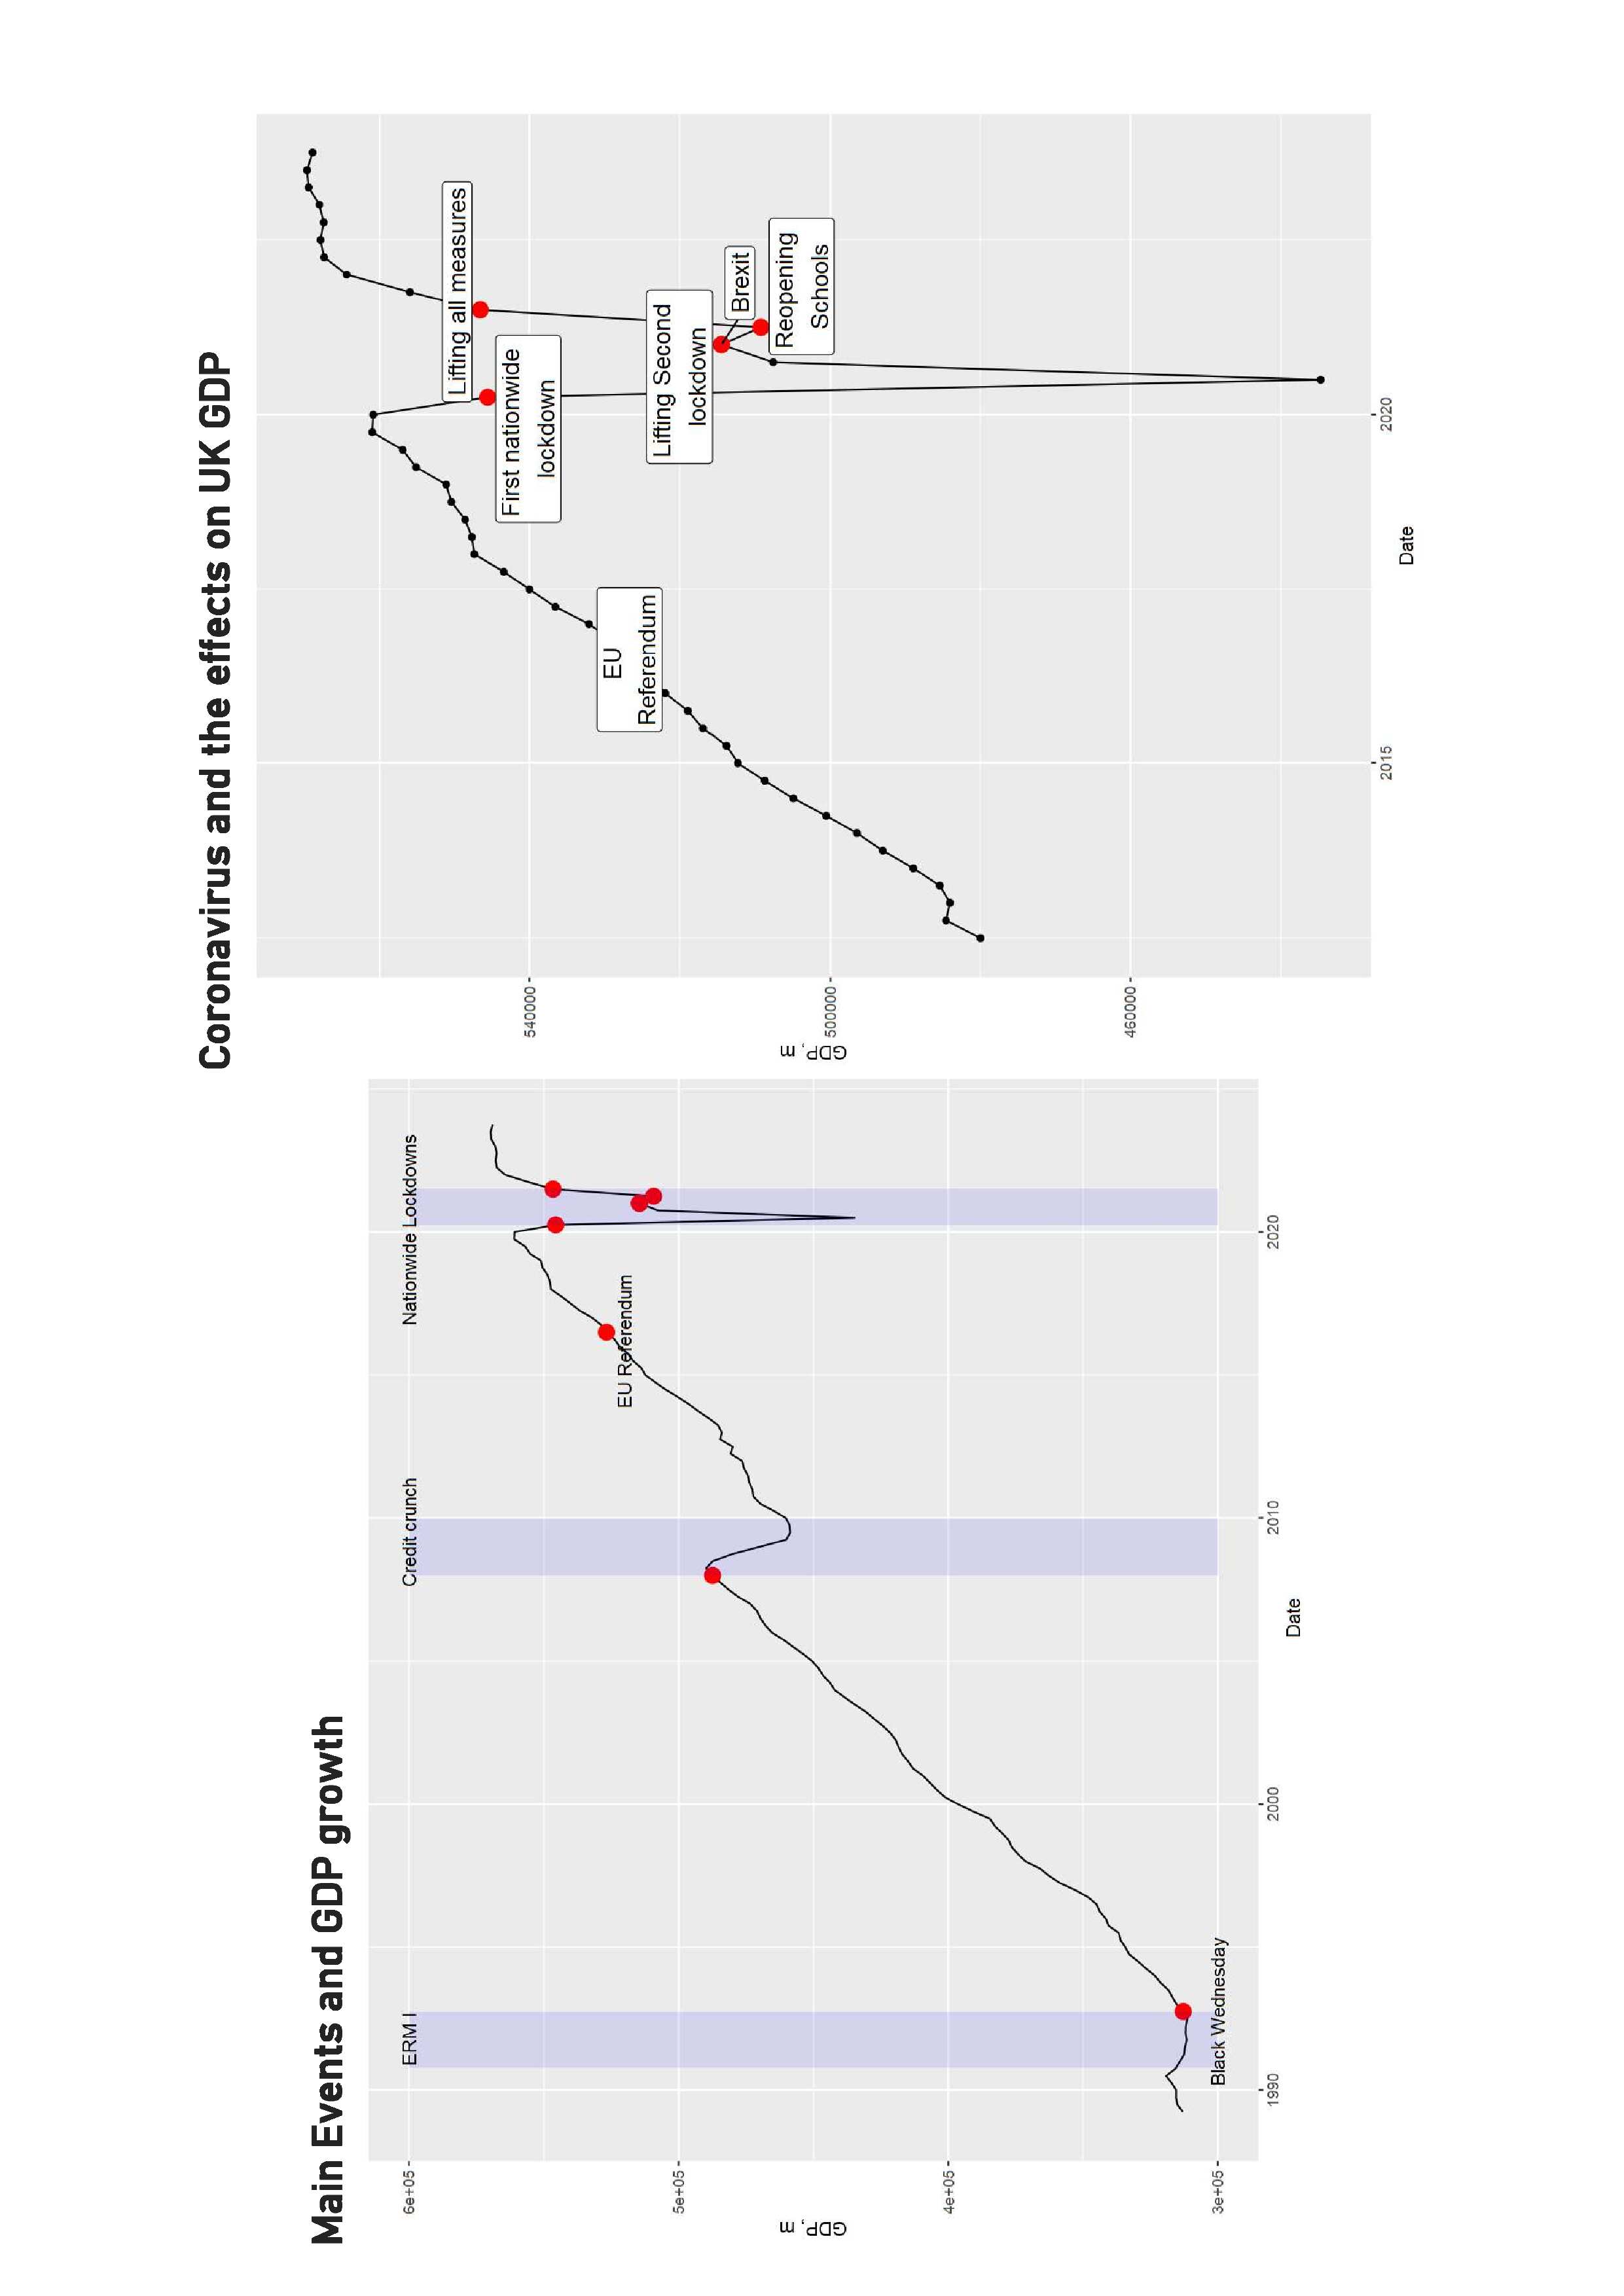 Coronavirus and the effects on UK GDP
Main Events and GDP growth
6e+05
5e+05
4e+05
3e+05
GDP, m
ERM I
Credit crunch
Nationwide Lockdowns
EU Referendum
Black Wednesday
1990
2000
2010
2020
Date
540000
500000
460000
GDP, m
Lifting all measures
First nationwide
lockdown
EU
Referendum
Lifting Second
lockdown
Brexit
Reopening
Schools
2015
2020
Date